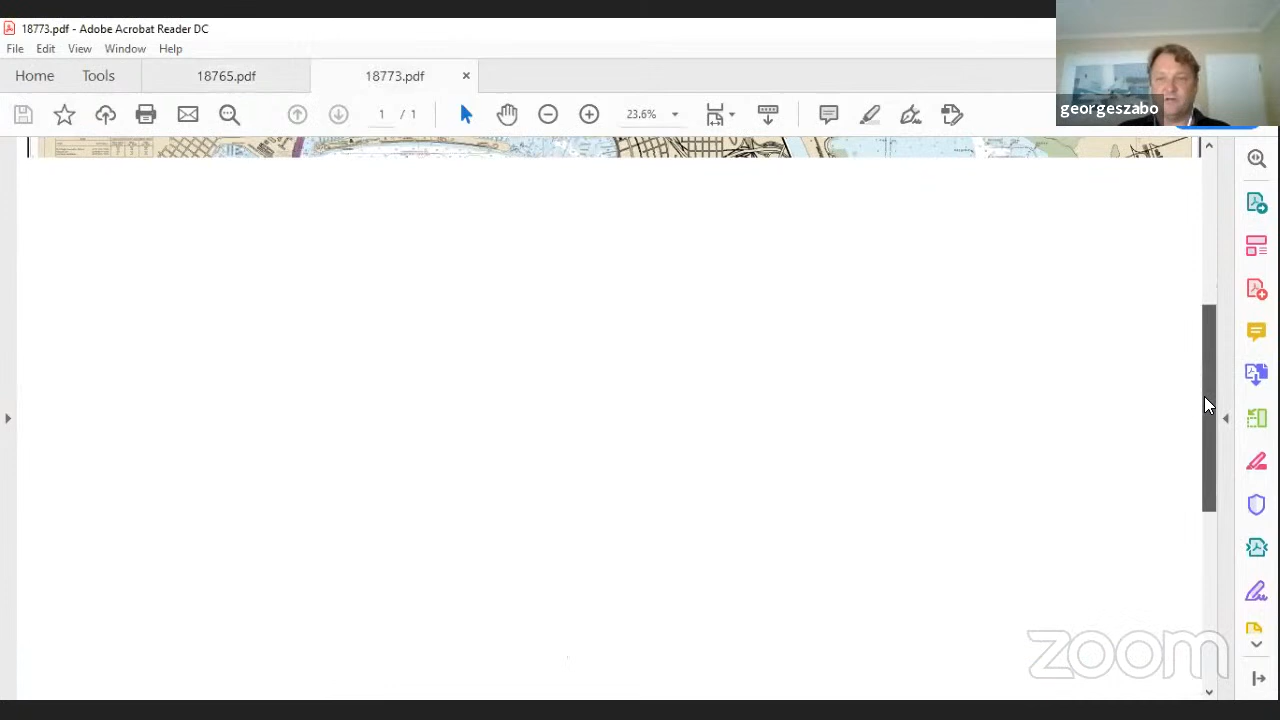 18773.pdf - Adobe Acrobat Reader DC
File Edit View Window Help
Home Tools 18765.pdf 18773.pdf
1 / 1 23.6%
georgeszabo
zoom